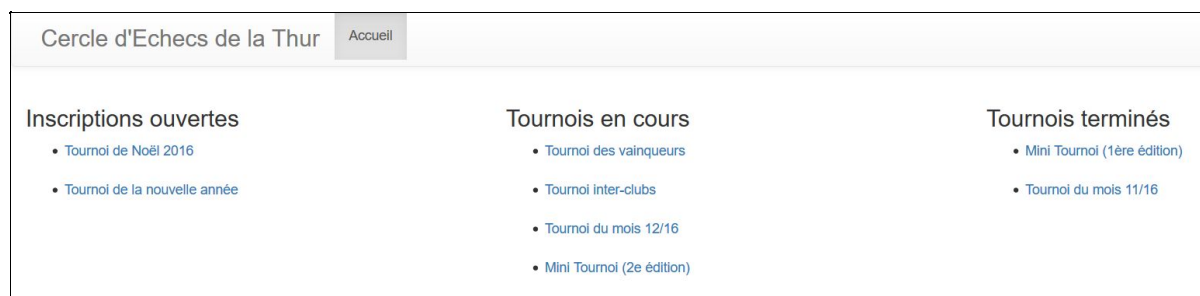 Cercle d'Echecs de la Thur Accueil
Inscriptions ouvertes
Tournoi de Noël 2016
Tournoi de la nouvelle année
Tournois en cours
Tournoi des vainqueurs
Tournoi inter-clubs
Tournoi du mois 12/16
Mini Tournoi (2e édition)
Tournois terminés
Mini Tournoi (1ère édition)
Tournoi du mois 11/16